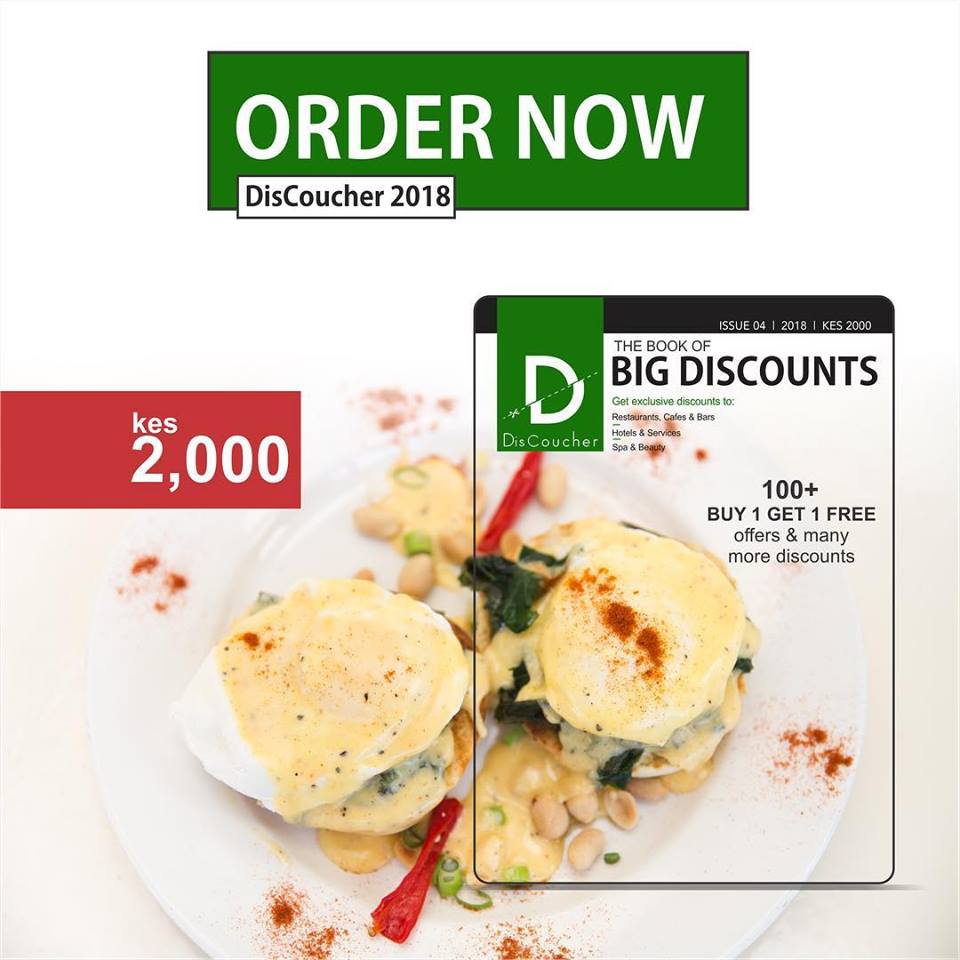 ORDER NOW
DisCoucher 2018
kes
2,000
ISSUE 04 | 2018 | KES 2000
D
DisCoucher
THE BOOK OF
BIG DISCOUNTS
Get exclusive discounts to:
Restaurants, Cafes & Bars
Hotels & Services
Spa & Beauty
100+
BUY 1 GET 1 FREE
offers & many
more discounts